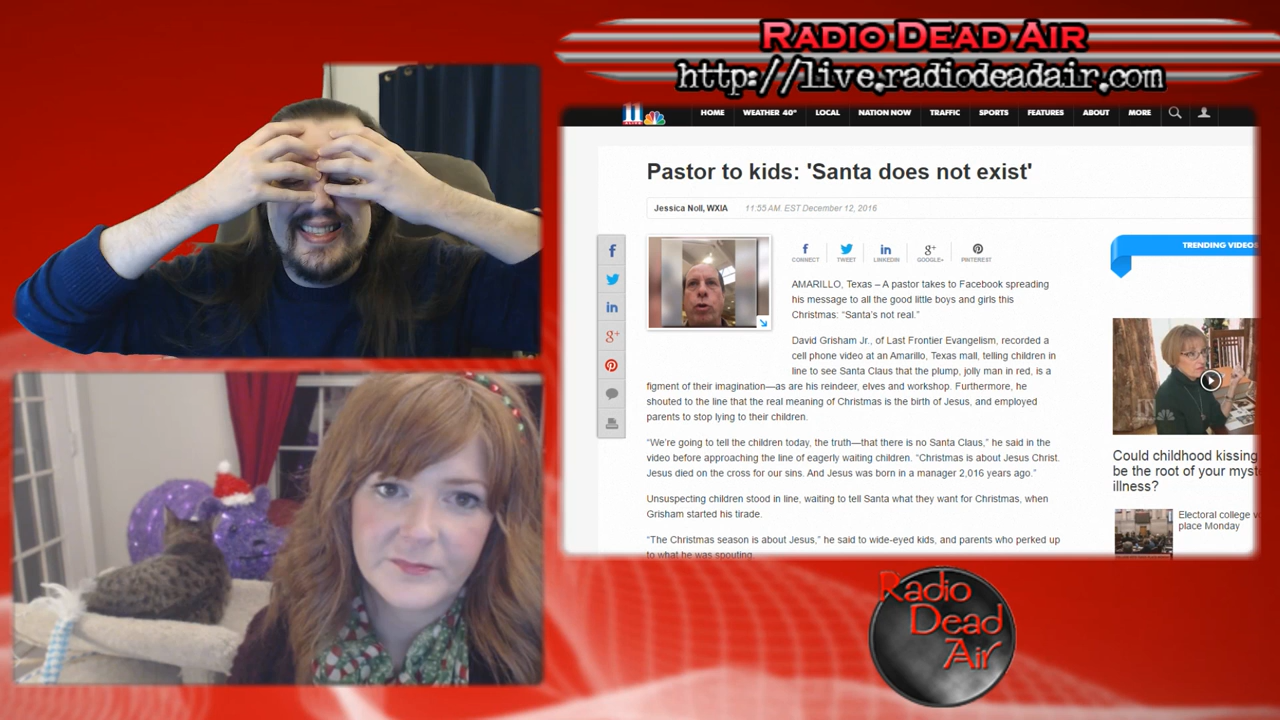 RADIO DEAD AIR
http://live.radiodeadair.com
11
HOME WEATHER 40° LOCAL NATION NOW TRAFFIC SPORTS FEATURES ABOUT MORE
Pastor to kids: 'Santa does not exist'
Jessica Noll, WXIA 11:55 AM. EST December 12, 2016
CONNECT TWEET LINKEDIN GOOGLE+ PINTEREST
AMARILLO, Texas – A pastor takes to Facebook spreading
his message to all the good little boys and girls this
Christmas: “Santa’s not real.”
David Grisham Jr., of Last Frontier Evangelism, recorded a
cell phone video at an Amarillo, Texas mall, telling children in
line to see Santa Claus that the plump, jolly man in red, is a
figment of their imagination—as are his reindeer, elves and workshop. Furthermore, he
shouted to the line that the real meaning of Christmas is the birth of Jesus, and employed
parents to stop lying to their children.
“We’re going to tell the children today, the truth—that there is no Santa Claus,” he said in the
video before approaching the line of eagerly waiting children. “Christmas is about Jesus Christ.
Jesus died on the cross for our sins. And Jesus was born in a manager 2,016 years ago.”
Unsuspecting children stood in line, waiting to tell Santa what they want for Christmas, when
Grisham started his tirade.
“The Christmas season is about Jesus,” he said to wide-eyed kids, and parents who perked up
to what he was spouting
TRENDING VIDEOS
Could childhood kissing
be the root of your myst
illness?
Electoral college v
place Monday
Radio
Dead
Air